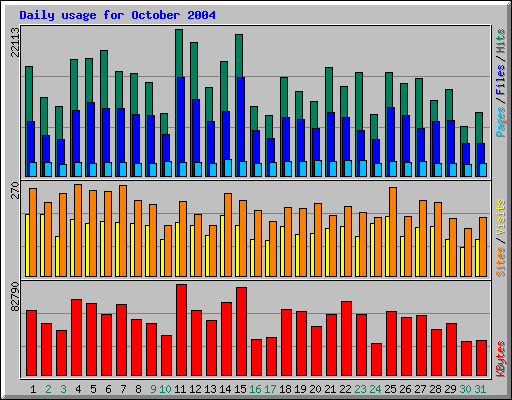 Daily usage for October 2004
22113
Pages / Files / Hits
270
Sites / Visits
82790
KBytes
1 2 3 4 5 6 7 8 9 10 11 12 13 14 15 16 17 18 19 20 21 22 23 24 25 26 27 28 29 30 31